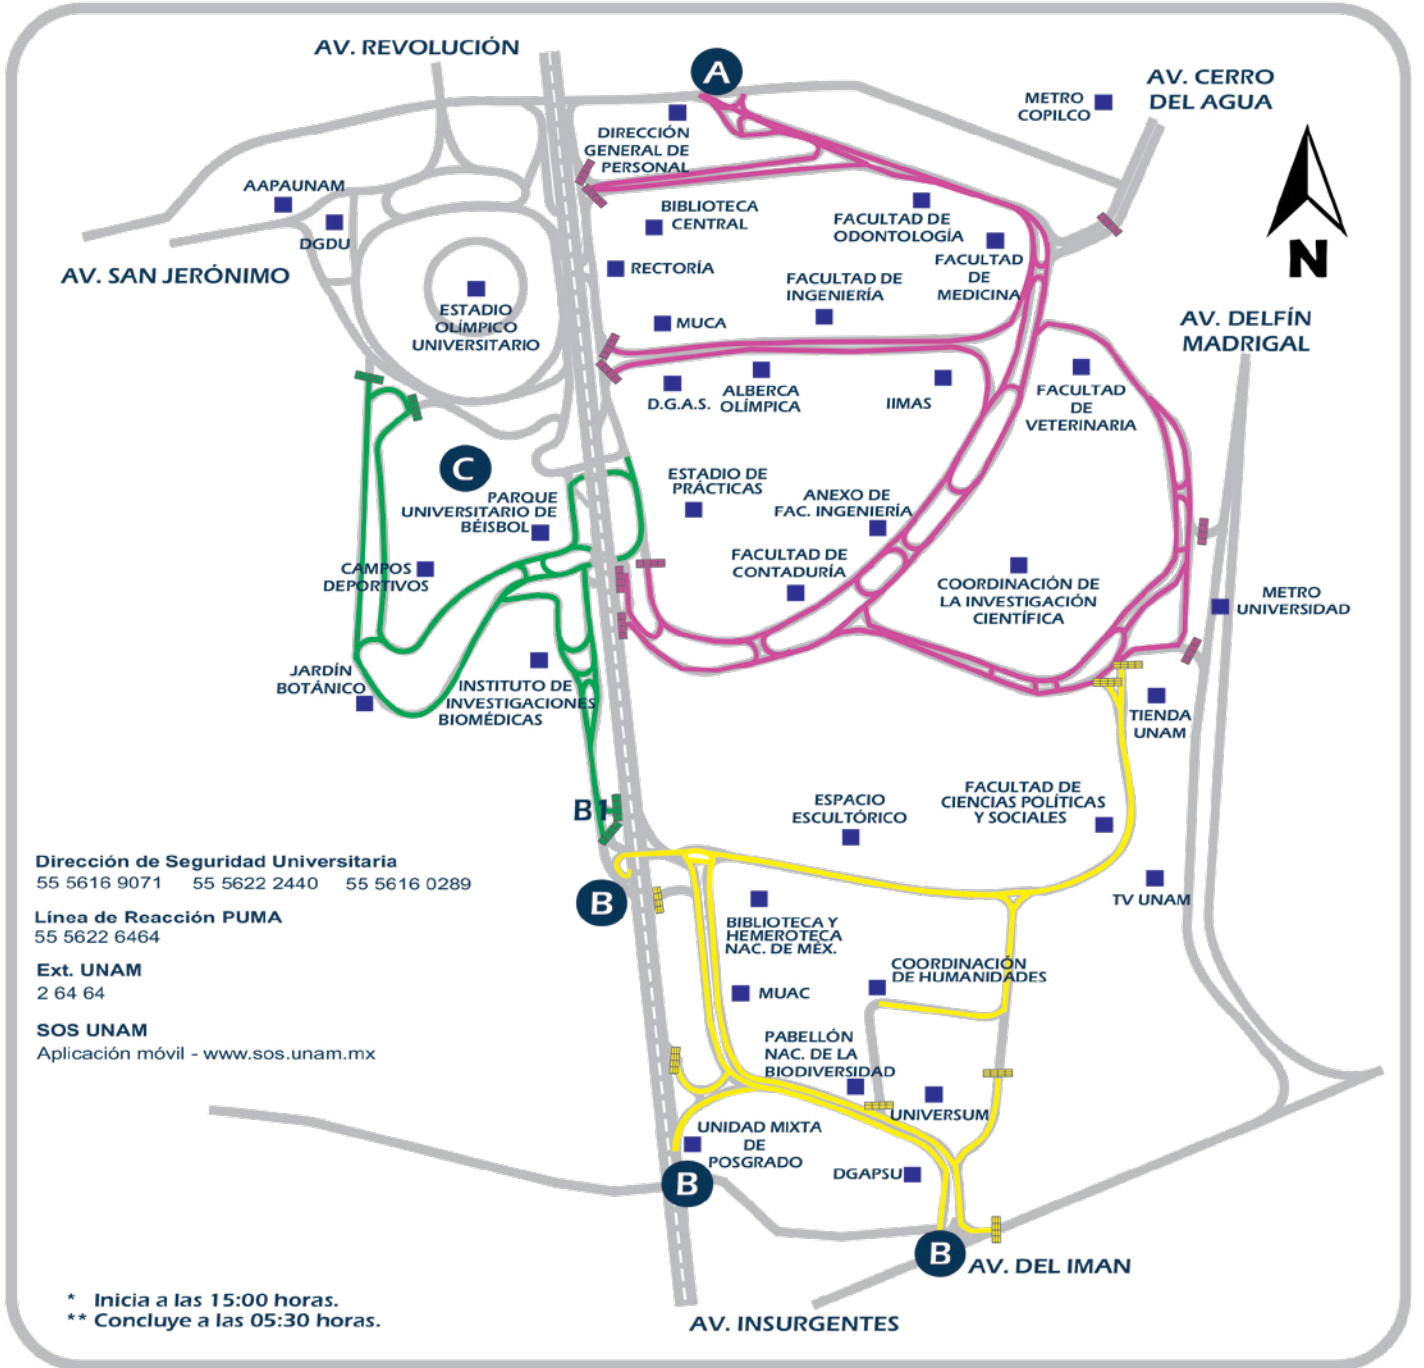 AV. REVOLUCIÓN
A
AV. CERRO
DEL AGUA
METRO
COPILCO
DIRECCIÓN
GENERAL DE
PERSONAL
AAPAUNAM
DGDU
AV. SAN JERÓNIMO
BIBLIOTECA
CENTRAL
FACULTAD DE
ODONTOLOGÍA
FACULTAD
DE
MEDICINA
N
RECTORÍA
FACULTAD DE
INGENIERÍA
ESTADIO
OLÍMPICO
UNIVERSITARIO
MUCA
AV. DELFÍN
MADRIGAL
D.G.A.S.
ALBERCA
OLÍMPICA
IIMAS
FACULTAD
DE
VETERINARIA
C
PARQUE
UNIVERSITARIO DE
BÉISBOL
ESTADIO DE
PRÁCTICAS
ANEXO DE
FAC. INGENIERÍA
CAMPOS
DEPORTIVOS
FACULTAD DE
CONTADURÍA
COORDINACIÓN DE
LA INVESTIGACIÓN
CIENTÍFICA
METRO
UNIVERSIDAD
JARDÍN
BOTÁNICO
INSTITUTO DE
INVESTIGACIONES
BIOMÉDICAS
TIENDA
UNAM
B1
ESPACIO
ESCULTÓRICO
FACULTAD DE
CIENCIAS POLÍTICAS
Y SOCIALES
Dirección de Seguridad Universitaria
55 5616 9071 55 5622 2440 55 5616 0289
Línea de Reacción PUMA
55 5622 6464
Ext. UNAM
2 64 64
SOS UNAM
Aplicación móvil - www.sos.unam.mx
B
TV UNAM
BIBLIOTECA Y
HEMEROTECA
NAC. DE MÉX.
COORDINACIÓN
DE HUMANIDADES
MUAC
PABELLÓN
NAC. DE LA
BIODIVERSIDAD
UNIVERSUM
UNIDAD MIXTA
DE
POSGRADO
DGAPSU
B
B
AV. DEL IMAN
* Inicia a las 15:00 horas.
** Concluye a las 05:30 horas.
AV. INSURGENTES